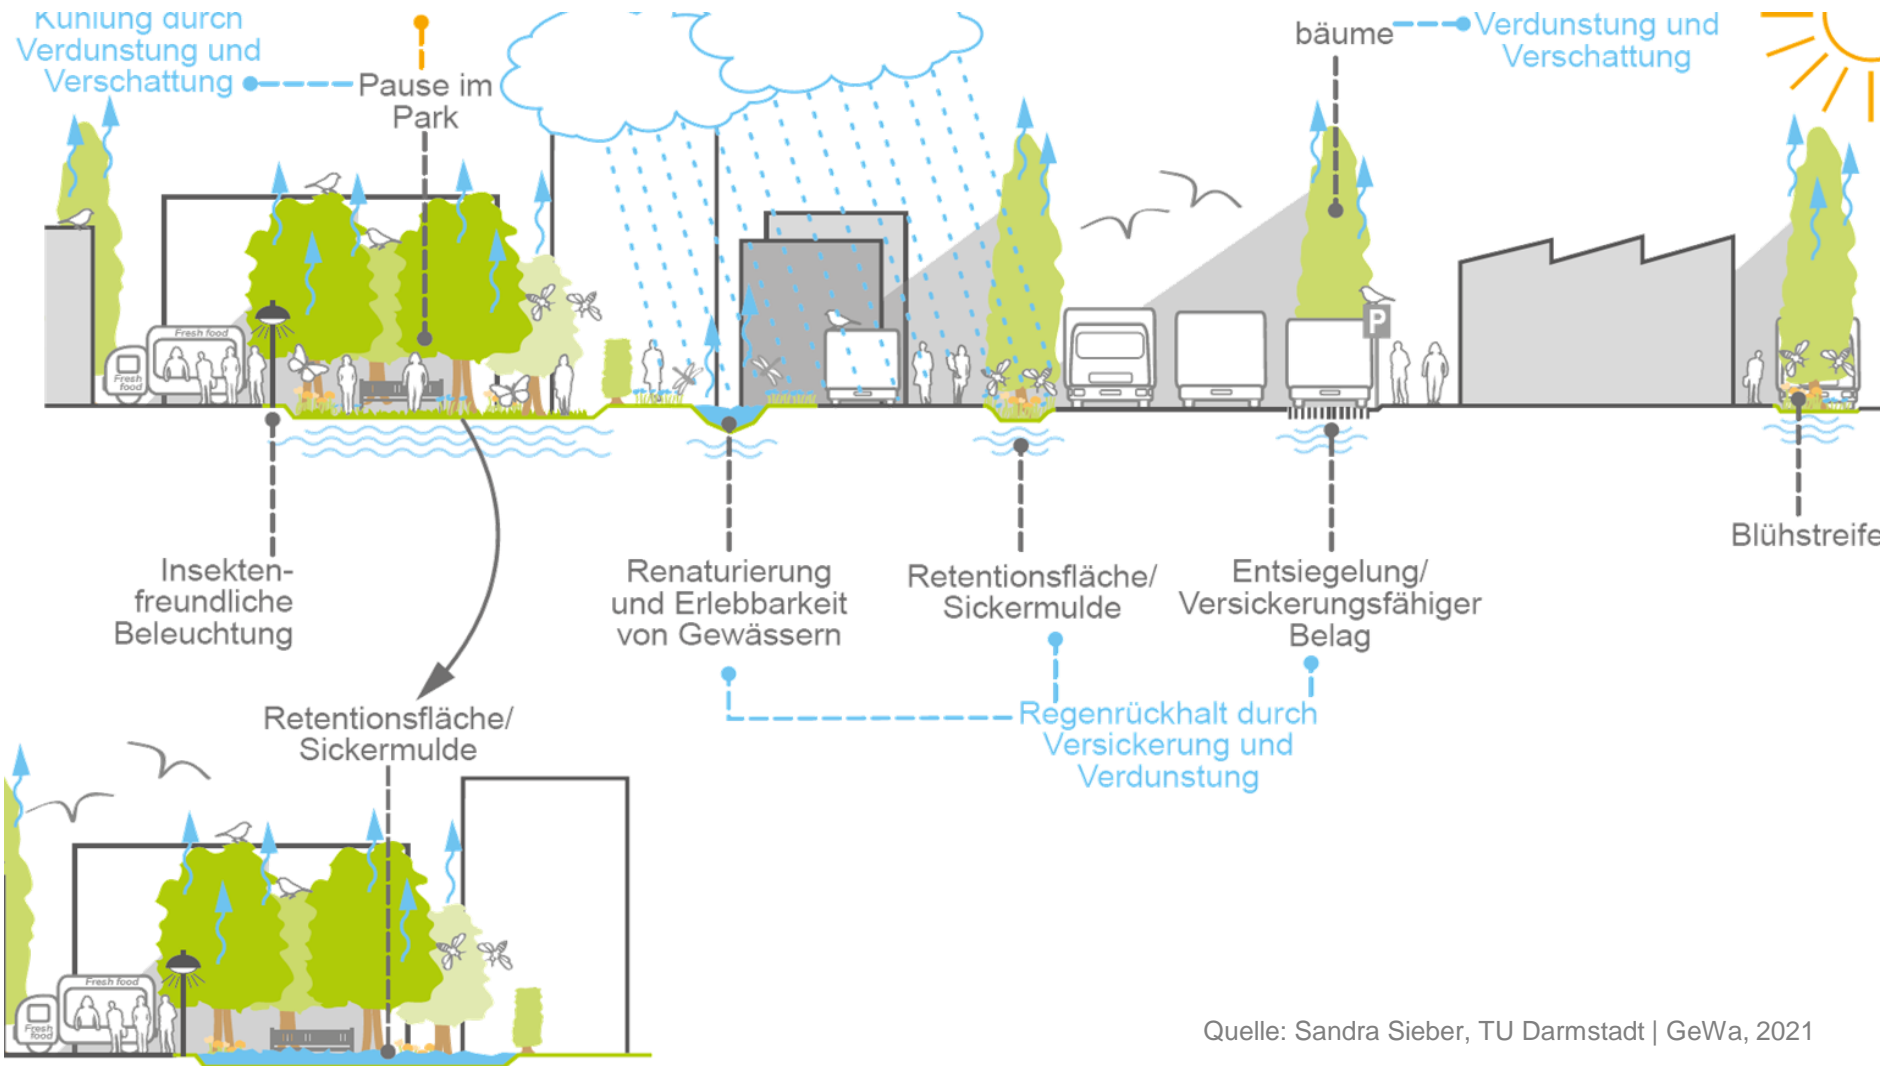 Kühlung durch
Verdunstung und
Verschattung
Pause im
Park
bäume
Verdunstung und
Verschattung
Fresh food
Fresh
food
P
Insekten-
freundliche
Beleuchtung
Renaturierung
und Erlebbarkeit
von Gewässern
Retentionsfläche/
Sickermulde
Entsiegelung/
Versickerungsfähiger
Belag
Blühstreife
Regenrückhalt durch
Versickerung und
Verdunstung
Retentionsfläche/
Sickermulde
Fresh food
Fresh
food
Quelle: Sandra Sieber, TU Darmstadt | GeWa, 2021